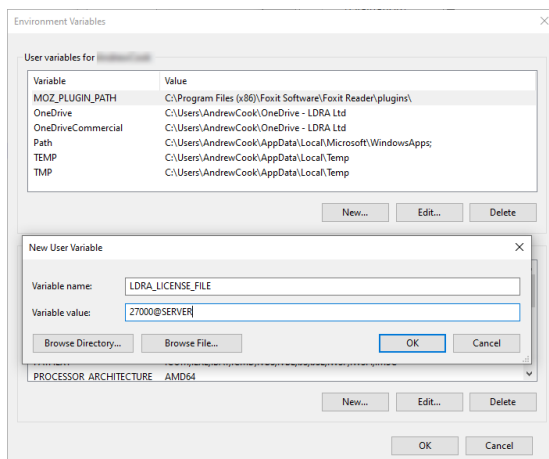 Environment Variables
User variables for
Variable Value
MOZ_PLUGIN_PATH C:\Program Files (x86)\Foxit Software\Foxit Reader\plugins\
OneDrive C:\Users\AndrewCook\OneDrive - LDRA Ltd
OneDriveCommercial C:\Users\AndrewCook\OneDrive - LDRA Ltd
Path C:\Users\AndrewCook\AppData\Local\Microsoft\WindowsApps;
TEMP C:\Users\AndrewCook\AppData\Local\Temp
TMP C:\Users\AndrewCook\AppData\Local\Temp
New... Edit... Delete
New User Variable
Variable name: LDRA_LICENSE_FILE
Variable value: 27000@SERVER
Browse Directory... Browse File... OK Cancel
PROCESSOR_ARCHITECTURE AMD64
New... Edit... Delete
OK Cancel